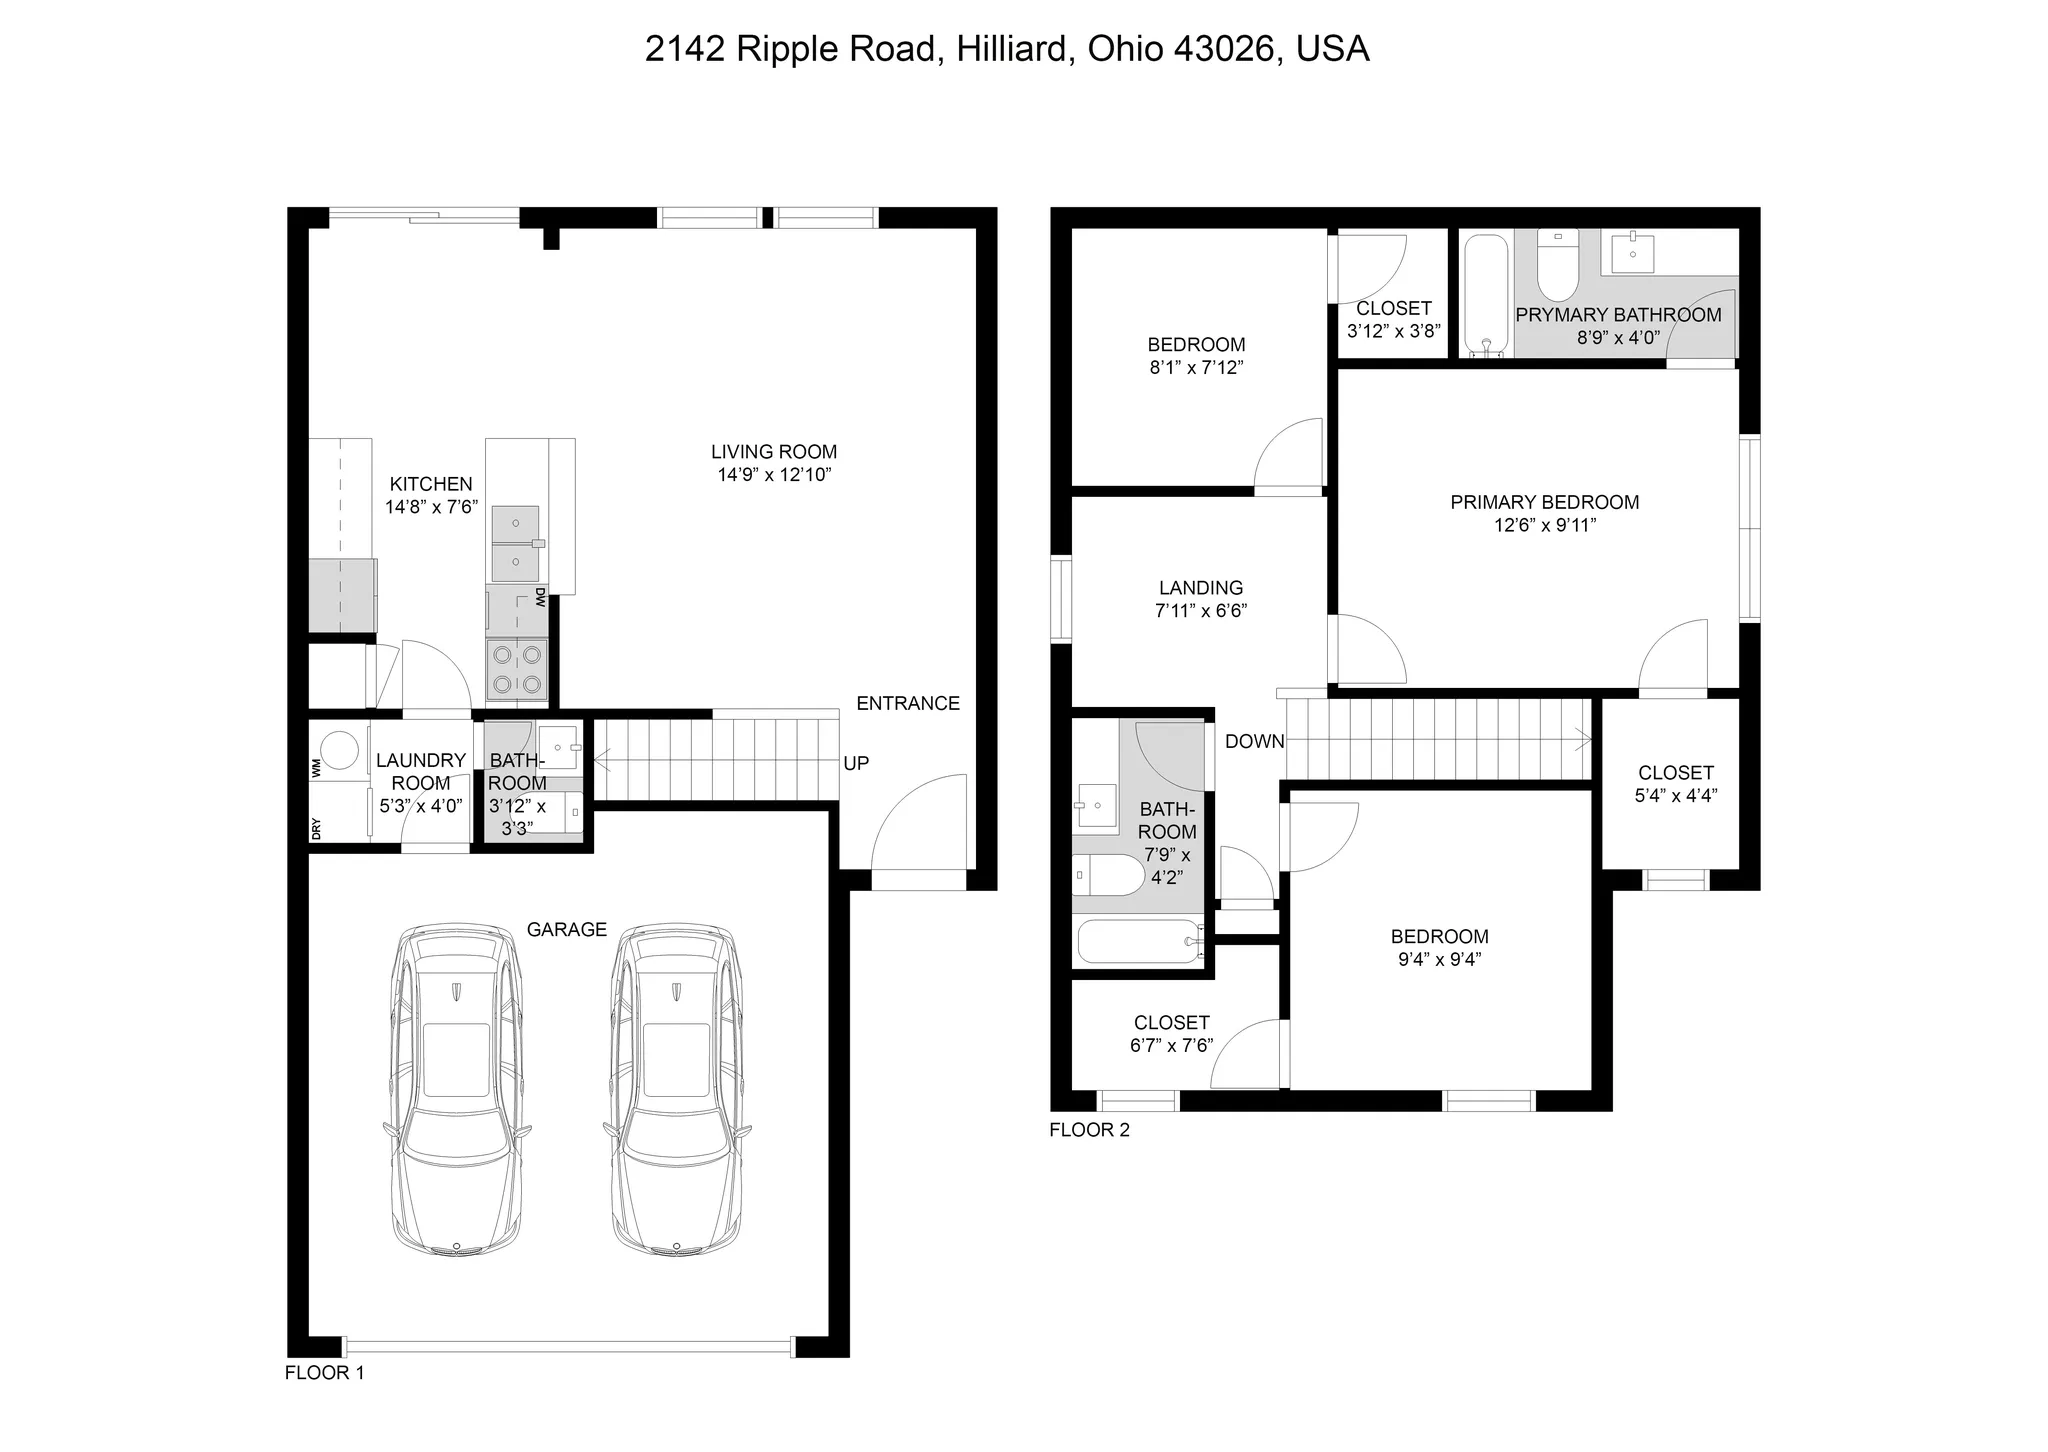 2142 Ripple Road, Hilliard, Ohio 43026, USA
LIVING ROOM
14’9” x 12’10”
KITCHEN
14’8” x 7’6”
DW
ENTRANCE
UP
WM
DRY
LAUNDRY
ROOM
5’3” x 4’0”
BATH-
ROOM
3’12” x
3’3”
GARAGE
FLOOR 1
BEDROOM
8’1” x 7’12”
CLOSET
3’12” x 3’8”
PRYMARY BATHROOM
8’9” x 4’0”
PRIMARY BEDROOM
12’6” x 9’11”
LANDING
7’11” x 6’6”
DOWN
CLOSET
5’4” x 4’4”
BATH-
ROOM
7’9” x
4’2”
BEDROOM
9’4” x 9’4”
CLOSET
6’7” x 7’6”
FLOOR 2